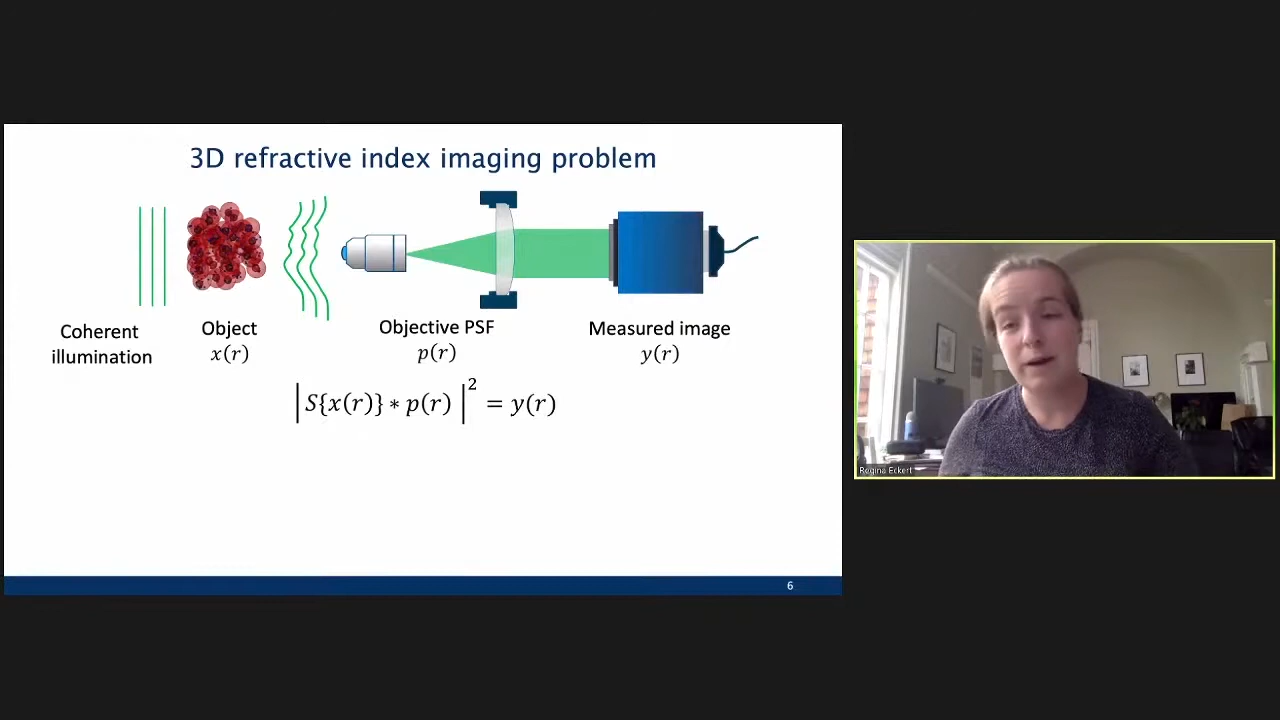 3D refractive index imaging problem
Coherent
illumination
Object
x(r)
Objective PSF
p(r)
Measured image
y(r)
|S{x(r)} ∗ p(r)|² = y(r)
6
Regina Eckert